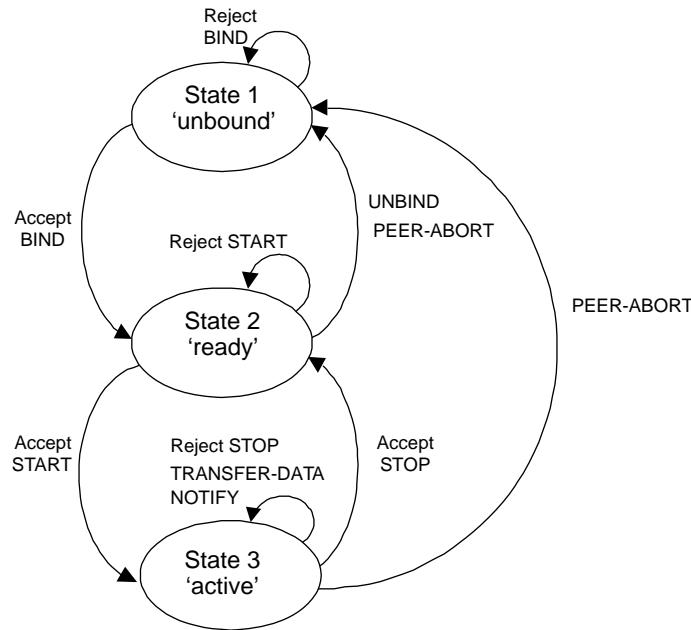 Reject
BIND
State 1
'unbound'
UNBIND
PEER-ABORT
Accept
BIND
Reject START
PEER-ABORT
State 2
'ready'
Accept
START
Reject STOP
TRANSFER-DATA
NOTIFY
Accept
STOP
State 3
'active'